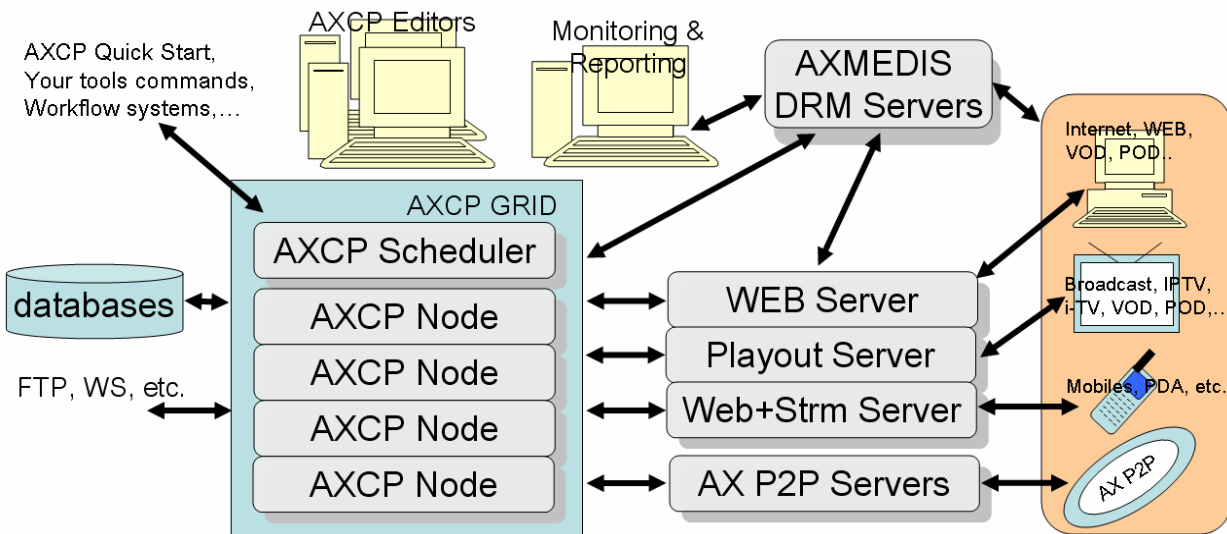 AXCP Editors
AXCP Quick Start,
Your tools commands,
Workflow systems,...
Monitoring &
Reporting
AXMEDIS
DRM Servers
Internet, WEB,
VOD, POD..
AXCP GRID
AXCP Scheduler
databases
AXCP Node
WEB Server
Broadcast, IPTV,
i-TV, VOD, POD,...
AXCP Node
Playout Server
FTP, WS, etc.
Mobiles, PDA, etc.
AXCP Node
Web+Strm Server
AXCP Node
AX P2P Servers
AX P2P